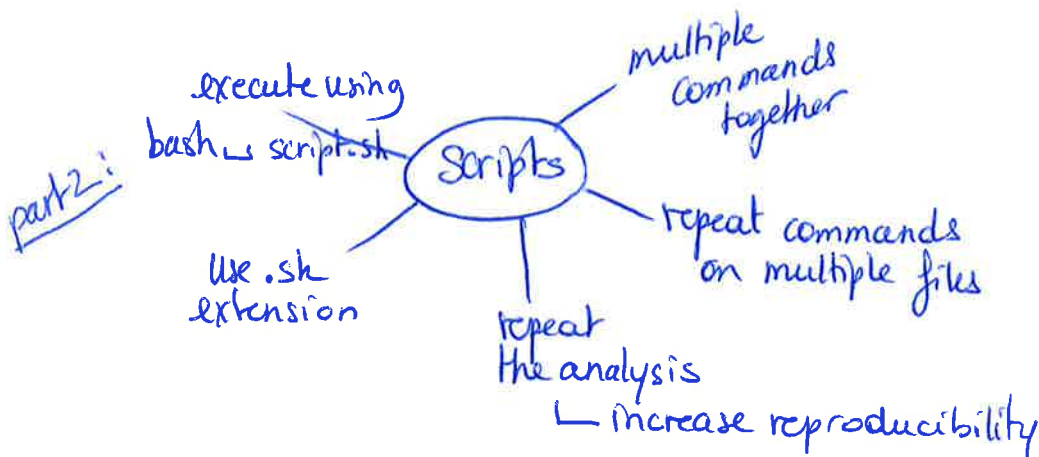 part2:
execute using
bash␣script.sh
scripts
multiple
commands
together
repeat commands
on multiple files
repeat
the analysis
increase reproducibility
use .sh
extension